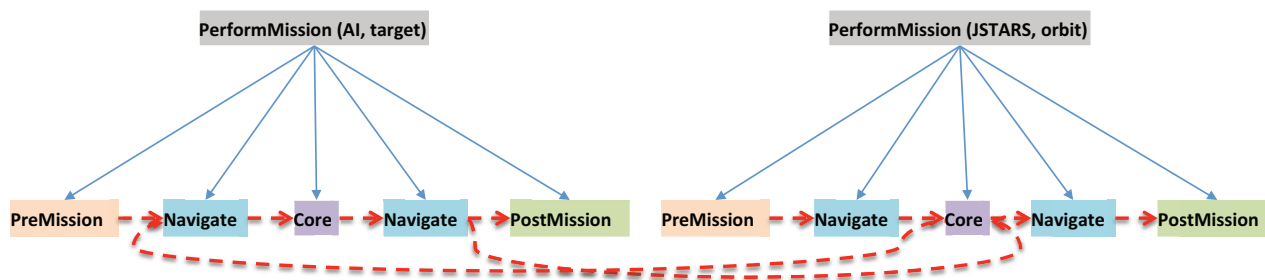 PerformMission (AI, target)
PerformMission (JSTARS, orbit)
PreMission
Navigate
Core
Navigate
PostMission
PreMission
Navigate
Core
Navigate
PostMission